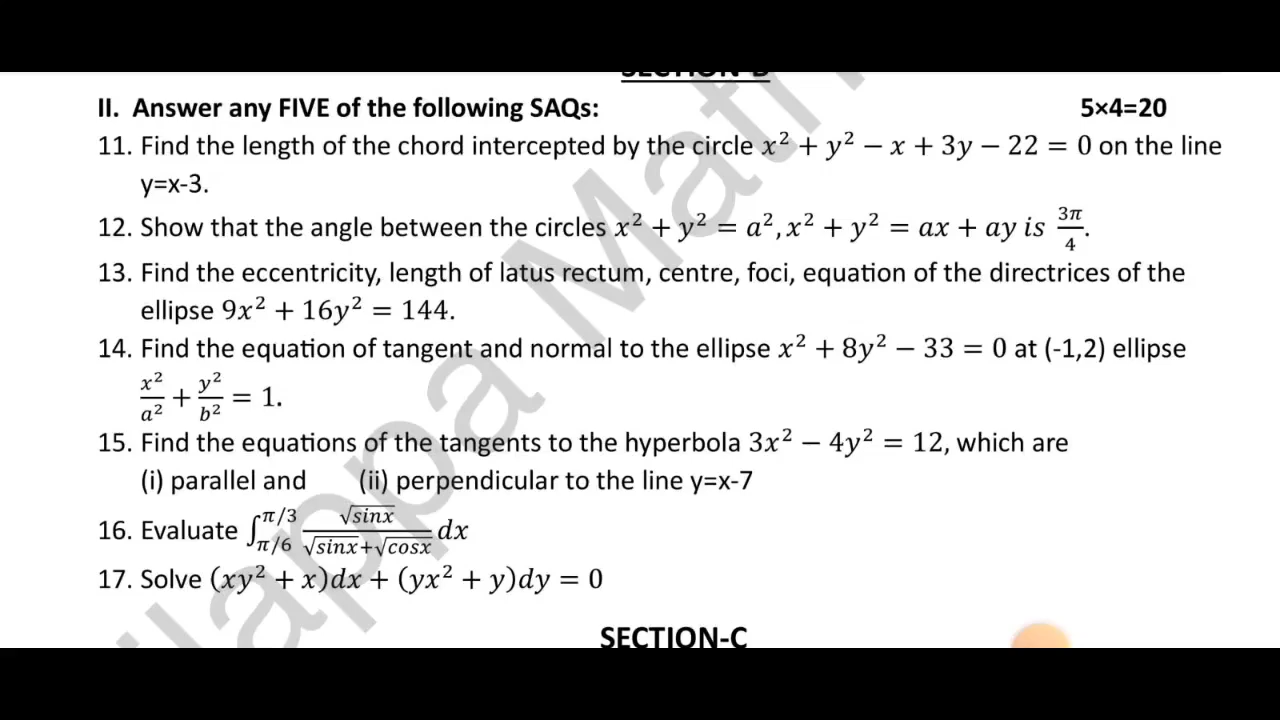 SECTION-B
II. Answer any FIVE of the following SAQs: 5×4=20
11. Find the length of the chord intercepted by the circle x² + y² − x + 3y − 22 = 0 on the line
y=x-3.
12. Show that the angle between the circles x² + y² = a², x² + y² = ax + ay is 3π/4.
13. Find the eccentricity, length of latus rectum, centre, foci, equation of the directrices of the
ellipse 9x² + 16y² = 144.
14. Find the equation of tangent and normal to the ellipse x² + 8y² − 33 = 0 at (-1,2) ellipse
x²/a² + y²/b² = 1.
15. Find the equations of the tangents to the hyperbola 3x² − 4y² = 12, which are
(i) parallel and (ii) perpendicular to the line y=x-7
16. Evaluate ∫_{π/6}^{π/3} √sinx/(√sinx+√cosx) dx
17. Solve (xy² + x)dx + (yx² + y)dy = 0
SECTION-C